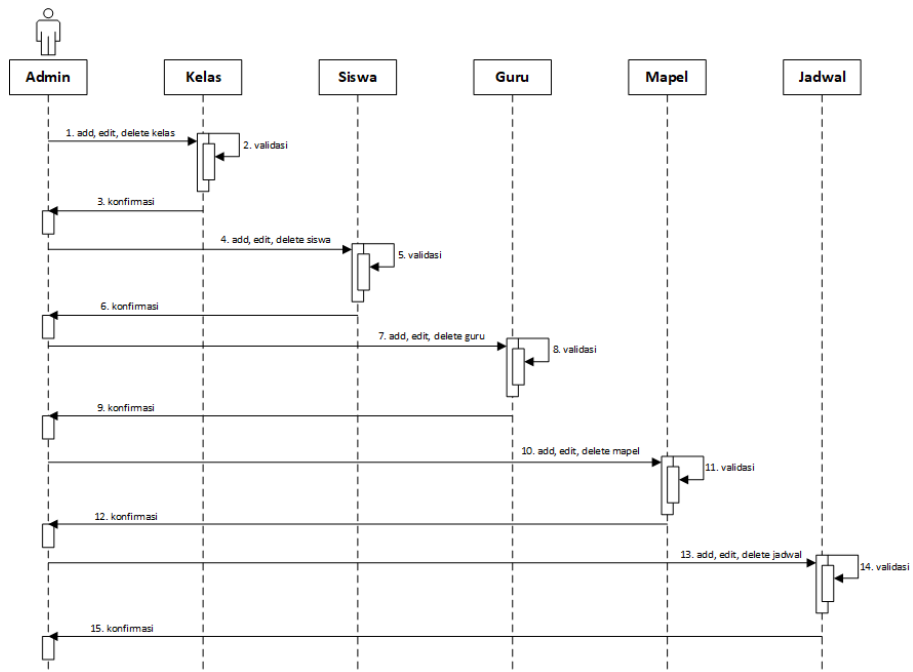 Admin
Kelas
Siswa
Guru
Mapel
Jadwal
1. add, edit, delete kelas
2. validasi
3. konfirmasi
4. add, edit, delete siswa
5. validasi
6. konfirmasi
7. add, edit, delete guru
8. validasi
9. konfirmasi
10. add, edit, delete mapel
11. validasi
12. konfirmasi
13. add, edit, delete jadwal
14. validasi
15. konfirmasi